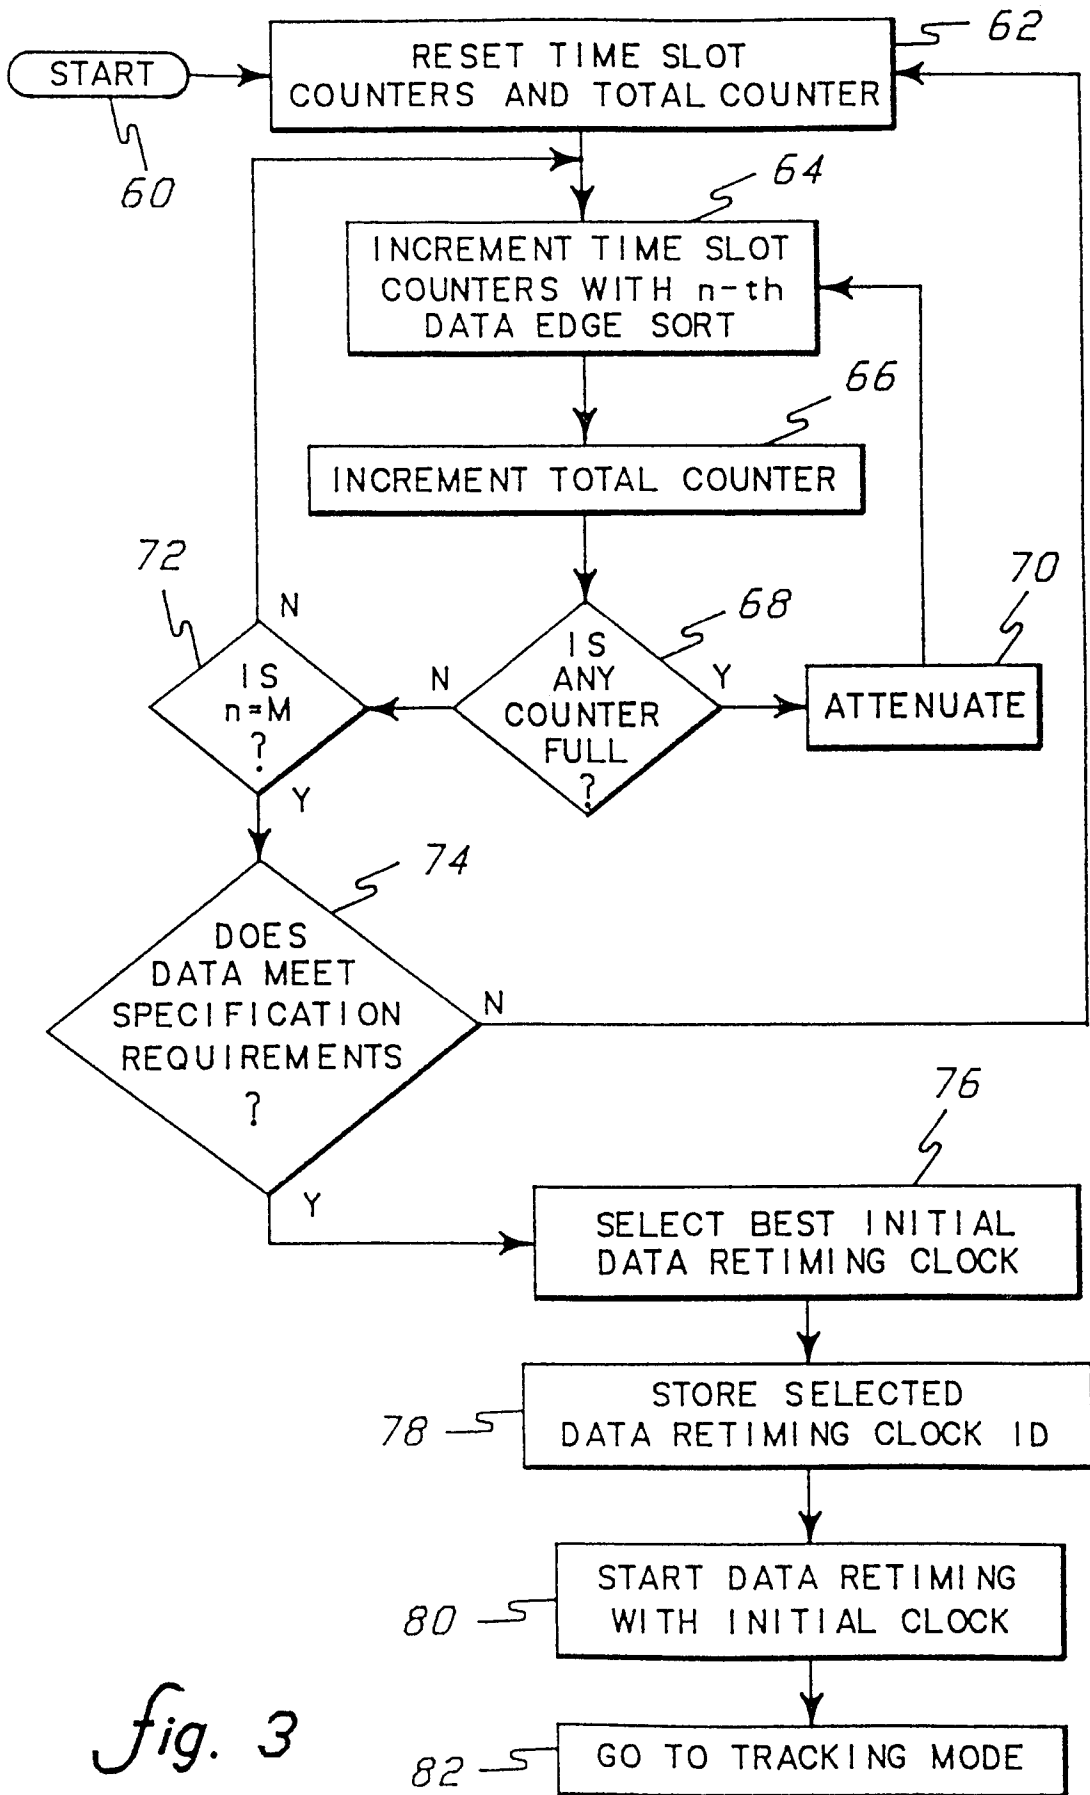 62
START
RESET TIME SLOT
COUNTERS AND TOTAL COUNTER
60
64
INCREMENT TIME SLOT
COUNTERS WITH n-th
DATA EDGE SORT
66
INCREMENT TOTAL COUNTER
72
N
68
70
IS
n=M
?
Y
N
IS
ANY
COUNTER
FULL
?
Y
ATTENUATE
74
DOES
DATA MEET
SPECIFICATION
REQUIREMENTS
?
N
Y
76
SELECT BEST INITIAL
DATA RETIMING CLOCK
78
STORE SELECTED
DATA RETIMING CLOCK ID
80
START DATA RETIMING
WITH INITIAL CLOCK
82
GO TO TRACKING MODE
fig. 3